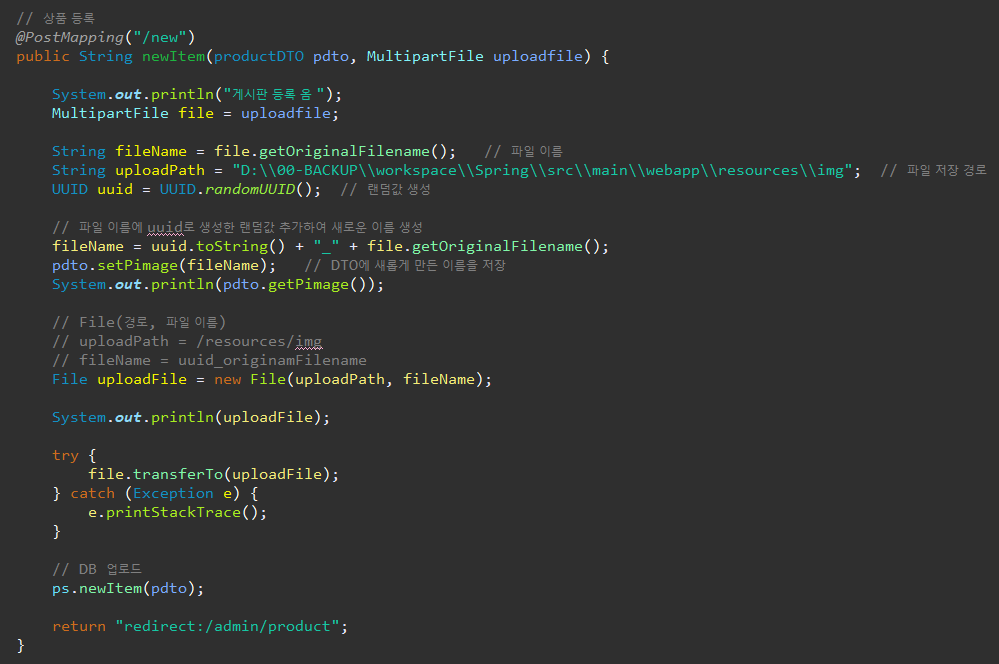 // 상품 등록
@PostMapping("/new")
public String newItem(productDTO pdto, MultipartFile uploadfile) {
System.out.println("게시판 등록 옴 ");
MultipartFile file = uploadfile;
String fileName = file.getOriginalFilename();   // 파일 이름
String uploadPath = "D:\\00-BACKUP\\workspace\\Spring\\src\\main\\webapp\\resources\\img";  // 파일 저장 경로
UUID uuid = UUID.randomUUID();  // 랜덤값 생성
// 파일 이름에 uuid로 생성한 랜덤값 추가하여 새로운 이름 생성
fileName = uuid.toString() + "_" + file.getOriginalFilename();
pdto.setPimage(fileName);   // DTO에 새롭게 만든 이름을 저장
System.out.println(pdto.getPimage());
// File(경로, 파일 이름)
// uploadPath = /resources/img
// fileName = uuid_originamFilename
File uploadFile = new File(uploadPath, fileName);
System.out.println(uploadFile);
try {
file.transferTo(uploadFile);
} catch (Exception e) {
e.printStackTrace();
}
// DB 업로드
ps.newItem(pdto);
return "redirect:/admin/product";
}